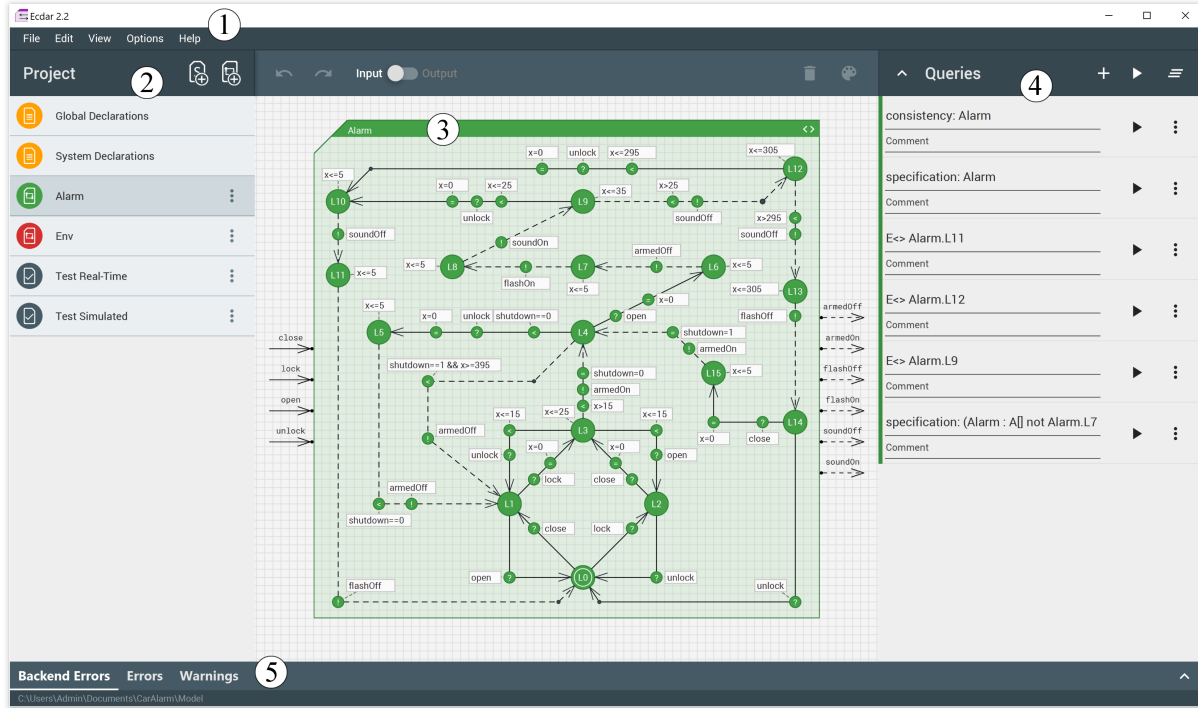 Ecdar 2.2
1
File Edit View Options Help
Project 2
Input Output
Queries 4
Global Declarations
System Declarations
Alarm
Env
Test Real-Time
Test Simulated
Alarm 3 <>
x=0 unlock x<=295 x<=305
= ? < L12
x<=5
x=0 x<=25 x<=35 x>25
L10 = ? < L9 < !
unlock soundOff
x>295 <
! soundOff soundOff !
! soundOn
armedOff
L11 x<=5 x<=5 L8 ! L7 ! L6 x<=5
flashOn x<=5
x<=305 L13
= x=0
x<=5 x=0 unlock shutdown==0 ? open flashOff !
L5 = ? < L4 = shutdown=1
! armedOn
shutdown==1 && x>=395
< = shutdown=0 L15 x<=5
! armedOn
< x>15
x<=15 x<=25 x<=15
= ? L14
x=0 close
! armedOff < L3 <
x=0 x=0
unlock ? = = ? open
? lock close ?
armedOff
< ! L1 L2
shutdown==0
? close lock ?
open ? L0 ? unlock
flashOff unlock
! ?
close
lock
open
unlock
armedOff
armedOn
flashOff
flashOn
soundOff
soundOn
consistency: Alarm
Comment
specification: Alarm
Comment
E<> Alarm.L11
Comment
E<> Alarm.L12
Comment
E<> Alarm.L9
Comment
specification: (Alarm : A[] not Alarm.L7
Comment
Backend Errors Errors Warnings 5
C:\Users\Admin\Documents\CarAlarm\Model